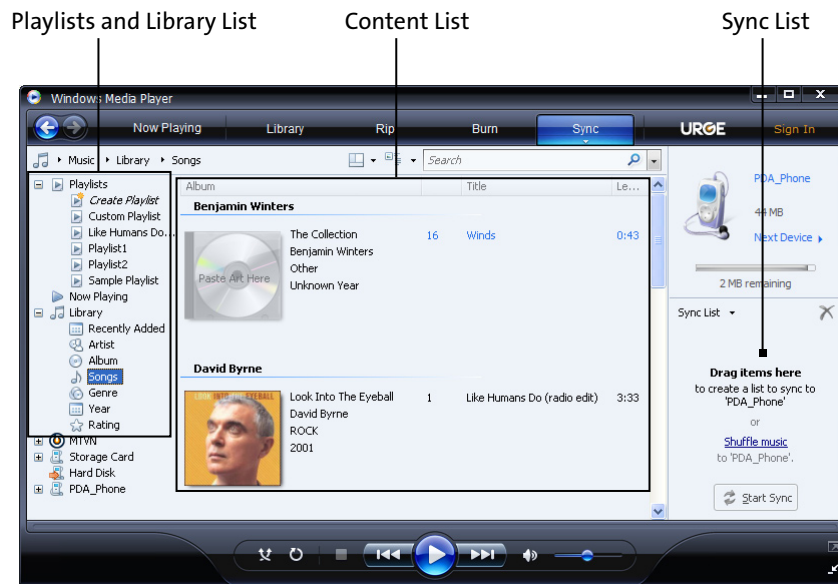 Playlists and Library List
Content List
Sync List
Windows Media Player
Now Playing
Library
Rip
Burn
Sync
URGE
Sign In
Music
Library
Songs
Search
Playlists
Create Playlist
Custom Playlist
Like Humans Do...
Playlist1
Playlist2
Sample Playlist
Now Playing
Library
Recently Added
Artist
Album
Songs
Genre
Year
Rating
MTVN
Storage Card
Hard Disk
PDA_Phone
Album
Title
Le...
Benjamin Winters
Paste Art Here
The Collection
16
Winds
0:43
Benjamin Winters
Other
Unknown Year
David Byrne
LOOK INTO THE EYEBALL
Look Into The Eyeball
1
Like Humans Do (radio edit)
3:33
David Byrne
ROCK
2001
PDA_Phone
44 MB
Next Device
2 MB remaining
Sync List
Drag items here
to create a list to sync to
'PDA_Phone'
or
Shuffle music
to 'PDA_Phone'.
Start Sync